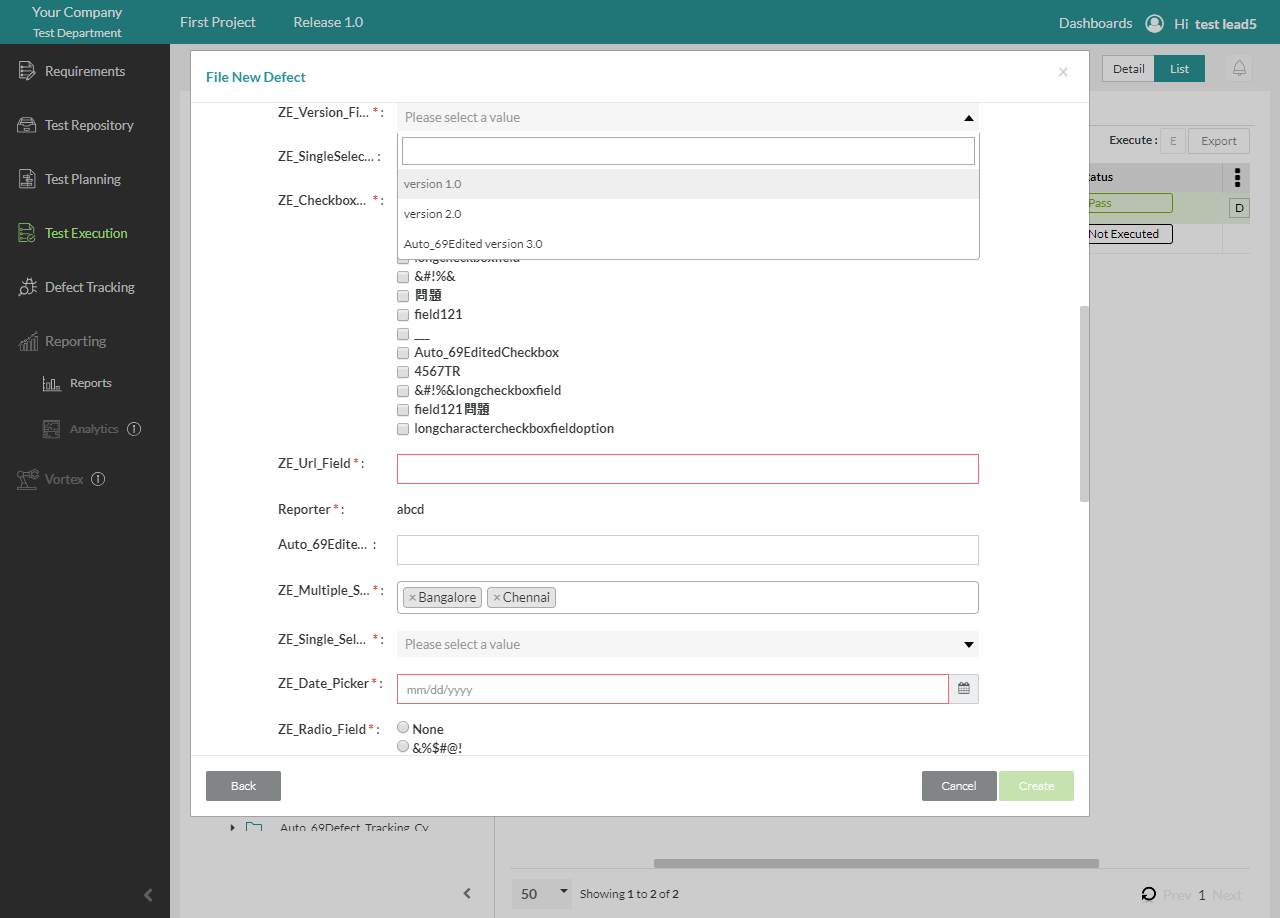 Your Company
Test Department
First Project
Release 1.0
Dashboards
Hi test lead5
Requirements
Test Repository
Test Planning
Test Execution
Defect Tracking
Reporting
Reports
Analytics
Vortex
File New Defect
×
Detail
List
Execute :
E
Export
atus
Pass
D
Not Executed
ZE_Version_Fi... * :
Please select a value
ZE_SingleSelec... :
version 1.0
ZE_Checkbox... * :
version 2.0
Auto_69Edited version 3.0
longcheckboxfield
&#!%&
問題
field121
___
Auto_69EditedCheckbox
4567TR
&#!%&longcheckboxfield
field121問題
longcharactercheckboxfieldoption
ZE_Url_Field * :
Reporter * :
abcd
Auto_69Edite... :
ZE_Multiple_S... * :
×Bangalore
×Chennai
ZE_Single_Sel... * :
Please select a value
ZE_Date_Picker * :
mm/dd/yyyy
ZE_Radio_Field * :
None
&%$#@!
Back
Cancel
Create
Auto_69Defect_Tracking_Cy
50
Showing 1 to 2 of 2
Prev 1 Next